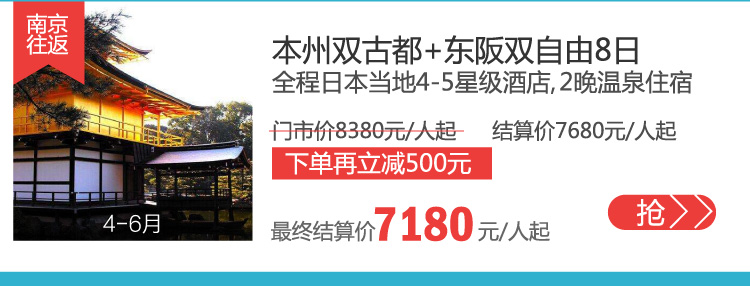 南京
往返
本州双古都+东阪双自由8日
全程日本当地4-5星级酒店,2晚温泉住宿
门市价8380元/人起 结算价7680元/人起
下单再立减500元
4-6月
最终结算价7180元/人起
抢